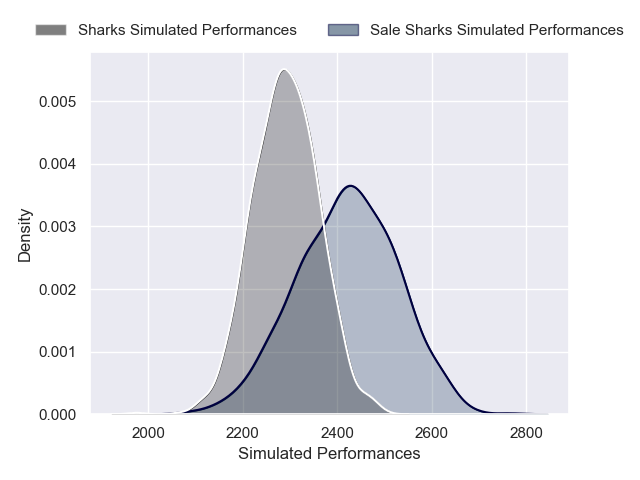 Sharks Simulated Performances
Sale Sharks Simulated Performances
Density
0.005
0.004
0.003
0.002
0.001
0.000
2000
2200
2400
2600
2800
Simulated Performances